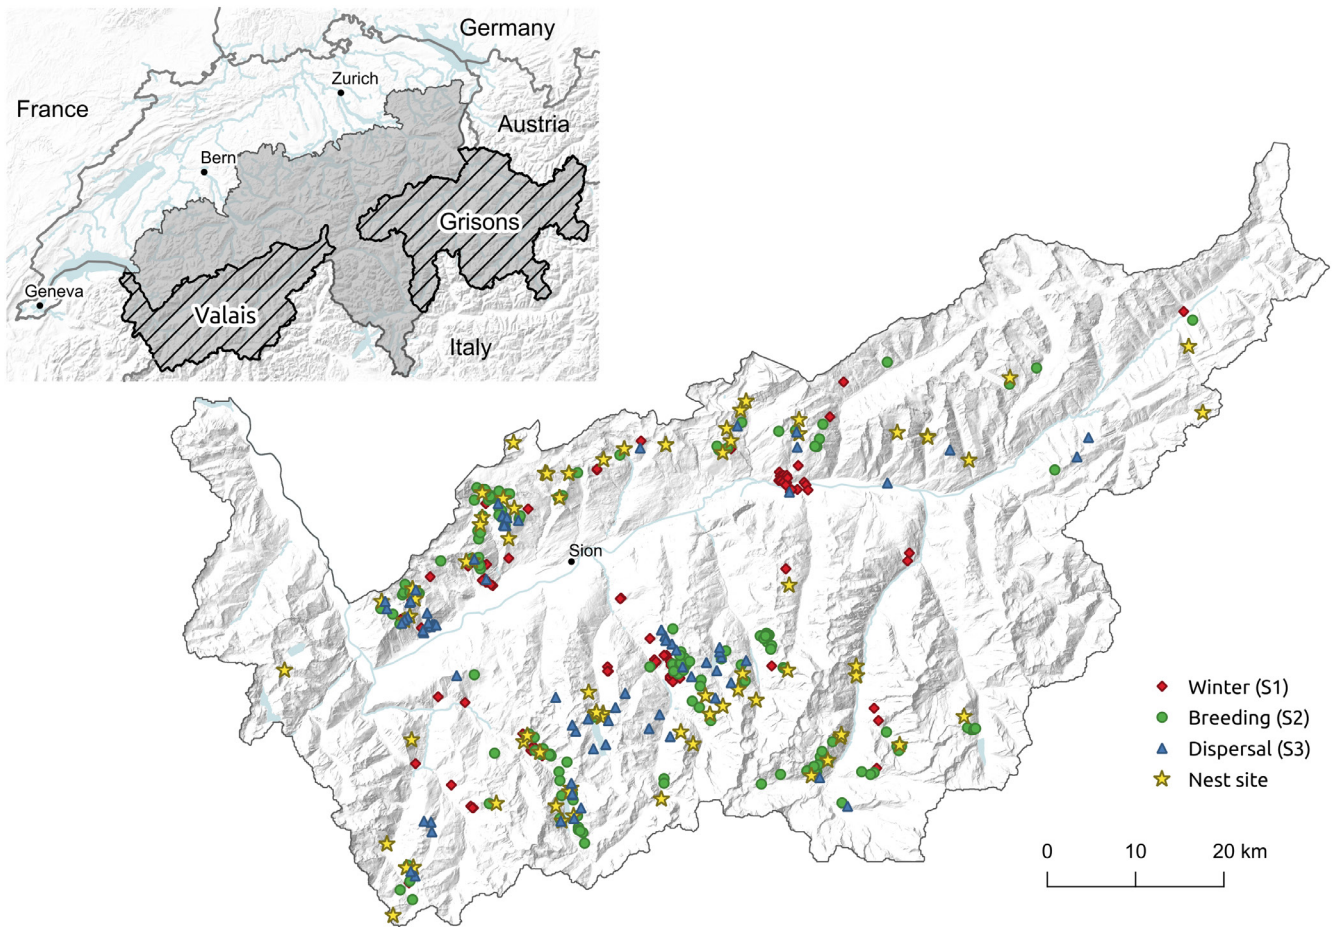 Germany
Zurich
France
Austria
Bern
Grisons
Geneva
Valais
Italy
Sion
Winter (S1)
Breeding (S2)
Dispersal (S3)
Nest site
0 10 20 km